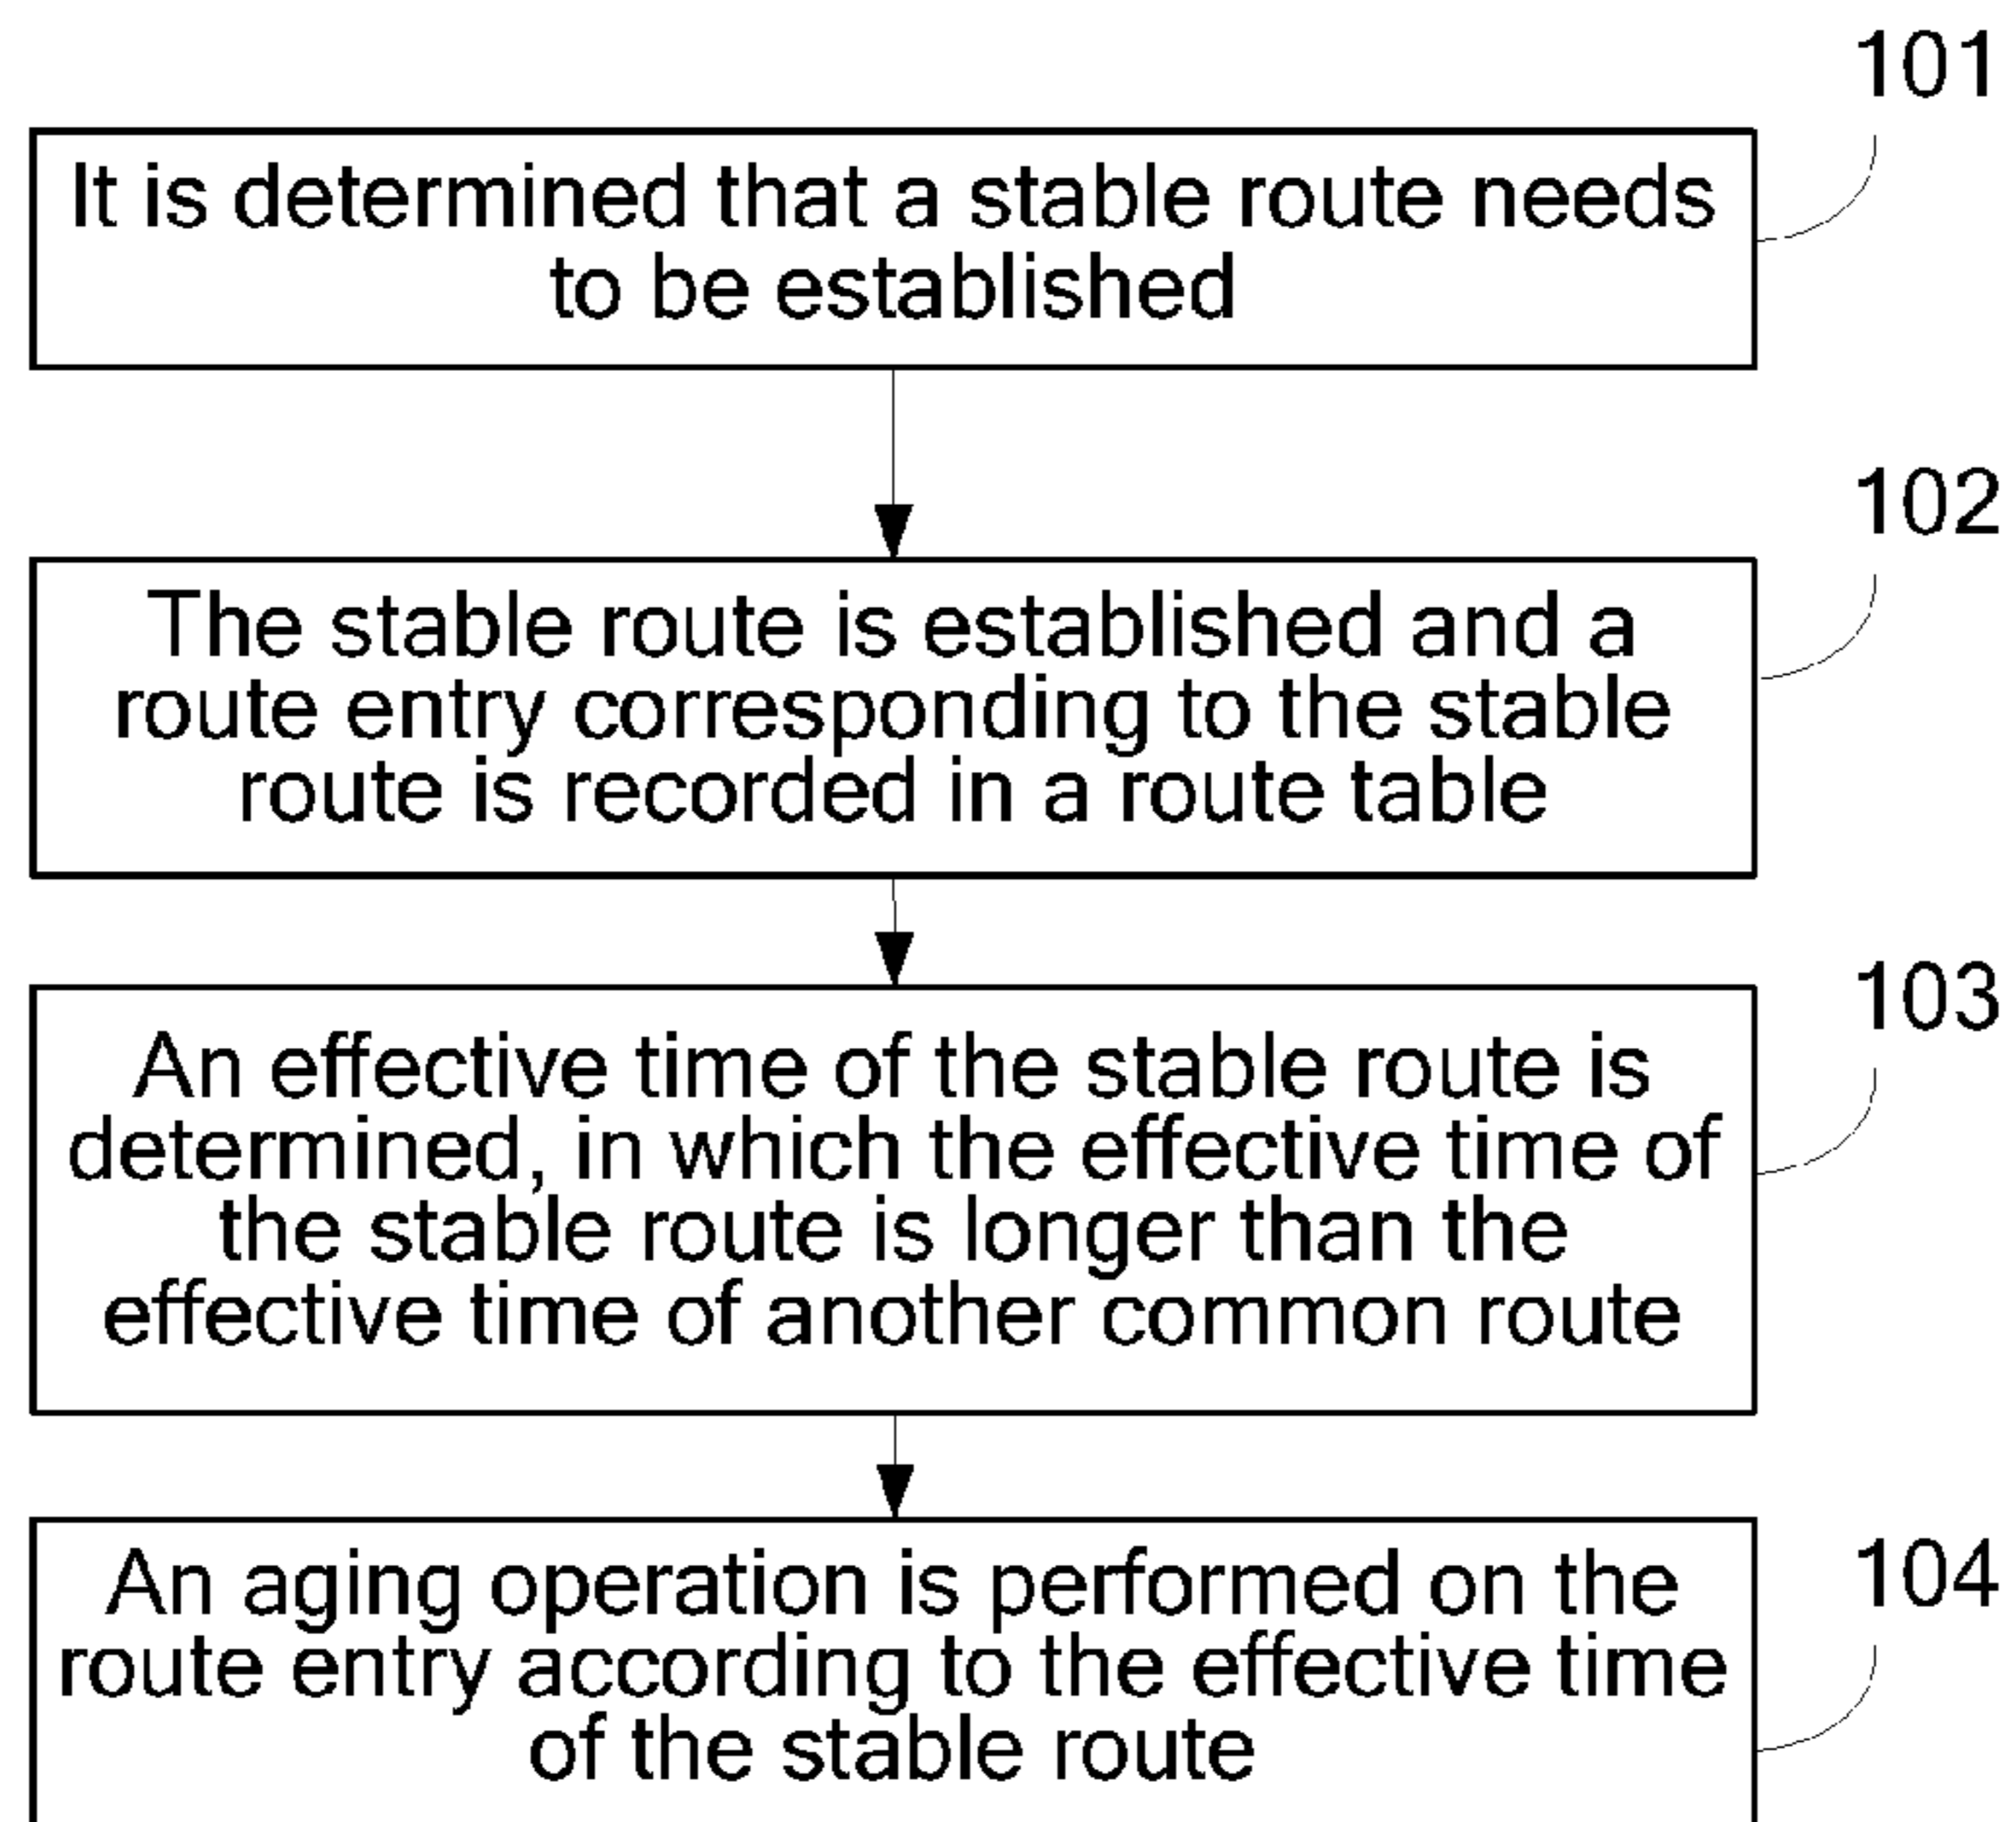 101
It is determined that a stable route needs
to be established
102
The stable route is established and a
route entry corresponding to the stable
route is recorded in a route table
103
An effective time of the stable route is
determined, in which the effective time of
the stable route is longer than the
effective time of another common route
104
An aging operation is performed on the
route entry according to the effective time
of the stable route